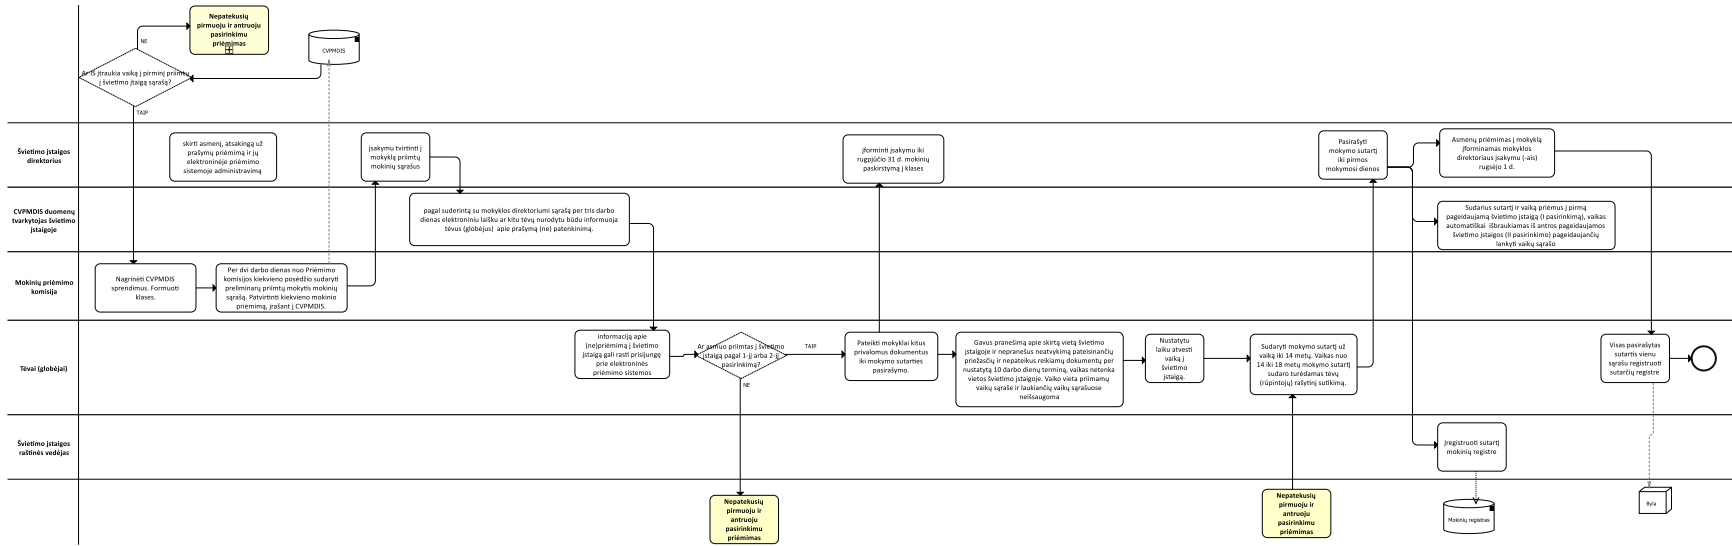 Nepatekusių
pirmuoju ir antruoju
pasirinkimu
priėmimas
NE
CVPMDIS
Ar IS įtraukia vaiką į pirminį priimtų
į švietimo įtaigą sąrašą?
TAIP
Švietimo įstaigos
direktorius
skirti asmenį, atsakingą už
prašymų priėmimą ir jų
elektroninėje priėmimo
sistemoje administravimą
įsakymu tvirtinti į
mokyklą priimtų
mokinių sąrašus
įforminti įsakymu iki
rugpjūčio 31 d. mokinių
paskirstymą į klases
Pasirašyti
mokymo sutartį
iki pirmos
mokymosi dienos
Asmenų priėmimas į mokyklą
įforminamas mokyklos
direktoriaus įsakymu (-ais)
rugsėjo 1 d.
CVPMDIS duomenų
tvarkytojas švietimo
įstaigoje
pagal suderintą su mokyklos direktoriumi sąrašą per tris darbo
dienas elektroniniu laišku ar kitu tėvų nurodytu būdu informuoja
tėvus (globėjus) apie prašymą (ne) patenkinimą.
Sudarius sutartį ir vaiką priėmus į pirmą
pageidaujamą švietimo įstaigą (I pasirinkimą), vaikas
automatiškai išbraukiamas iš antros pageidaujamos
švietimo įstaigos (II pasirinkimo) pageidaujančių
lankyti vaikų sąrašo
Mokinių priėmimo
komisija
Nagrinėti CVPMDIS
sprendimus. Formuoti
klases.
Per dvi darbo dienas nuo Priėmimo
komisijos kiekvieno posėdžio sudaryti
preliminarų priimtų mokytis mokinių
sąrašą. Patvirtinti kiekvieno mokinio
priėmimą, įrašant į CVPMDIS.
Tėvai (globėjai)
informaciją apie
(ne)priėmimą į švietimo
įstaigą gali rasti prisijungę
prie elektroninės
priėmimo sistemos
Ar asmuo priimtas į švietimo
įstaigą pagal 1-jį arba 2-jį
pasirinkimą?
TAIP
NE
Pateikti mokyklai kitus
privalomus dokumentus
iki mokymo sutarties
pasirašymo.
Gavus pranešimą apie skirtą vietą švietimo
įstaigoje ir nepranešus neatvykimą pateisinančių
priežasčių ir nepateikus reikiamų dokumentų per
nustatytą 10 darbo dienų terminą, vaikas netenka
vietos švietimo įstaigoje. Vaiko vieta priimamų
vaikų sąraše ir laukiančių vaikų sąrašuose
neišsaugoma
Nustatytu
laiku atvesti
vaiką į
švietimo
įstaigą.
Sudaryti mokymo sutartį už
vaiką iki 14 metų. Vaikas nuo
14 iki 18 metų mokymo sutartį
sudaro turėdamas tėvų
(rūpintojų) rašytinį sutikimą.
Visas pasirašytas
sutartis vienu
sąrašu registruoti
sutarčių registre
Švietimo įstaigos
raštinės vedėjas
Įregistruoti sutartį
mokinių registre
Nepatekusių
pirmuoju ir
antruoju
pasirinkimu
priėmimas
Nepatekusių
pirmuoju ir
antruoju
pasirinkimu
priėmimas
Mokinių registras
Byla